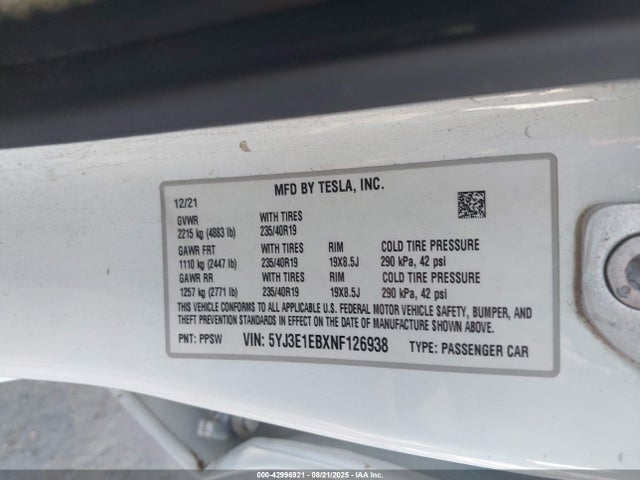 MFD BY TESLA, INC.
12/21
GVWR WITH TIRES
2215 kg (4883 lb) 235/40R19
GAWR FRT WITH TIRES RIM COLD TIRE PRESSURE
1110 kg (2447 lb) 235/40R19 19X8.5J 290 kPa, 42 psi
GAWR RR WITH TIRES RIM COLD TIRE PRESSURE
1257 kg (2771 lb) 235/40R19 19X8.5J 290 kPa, 42 psi
THIS VEHICLE CONFORMS TO ALL APPLICABLE U.S. FEDERAL MOTOR VEHICLE SAFETY, BUMPER, AND
THEFT PREVENTION STANDARDS IN EFFECT ON THE DATE OF MANUFACTURE SHOWN ABOVE.
PNT: PPSW VIN: 5YJ3E1EBXNF126938 TYPE: PASSENGER CAR
000-42996921 - 08/21/2025 - IAAI.COM